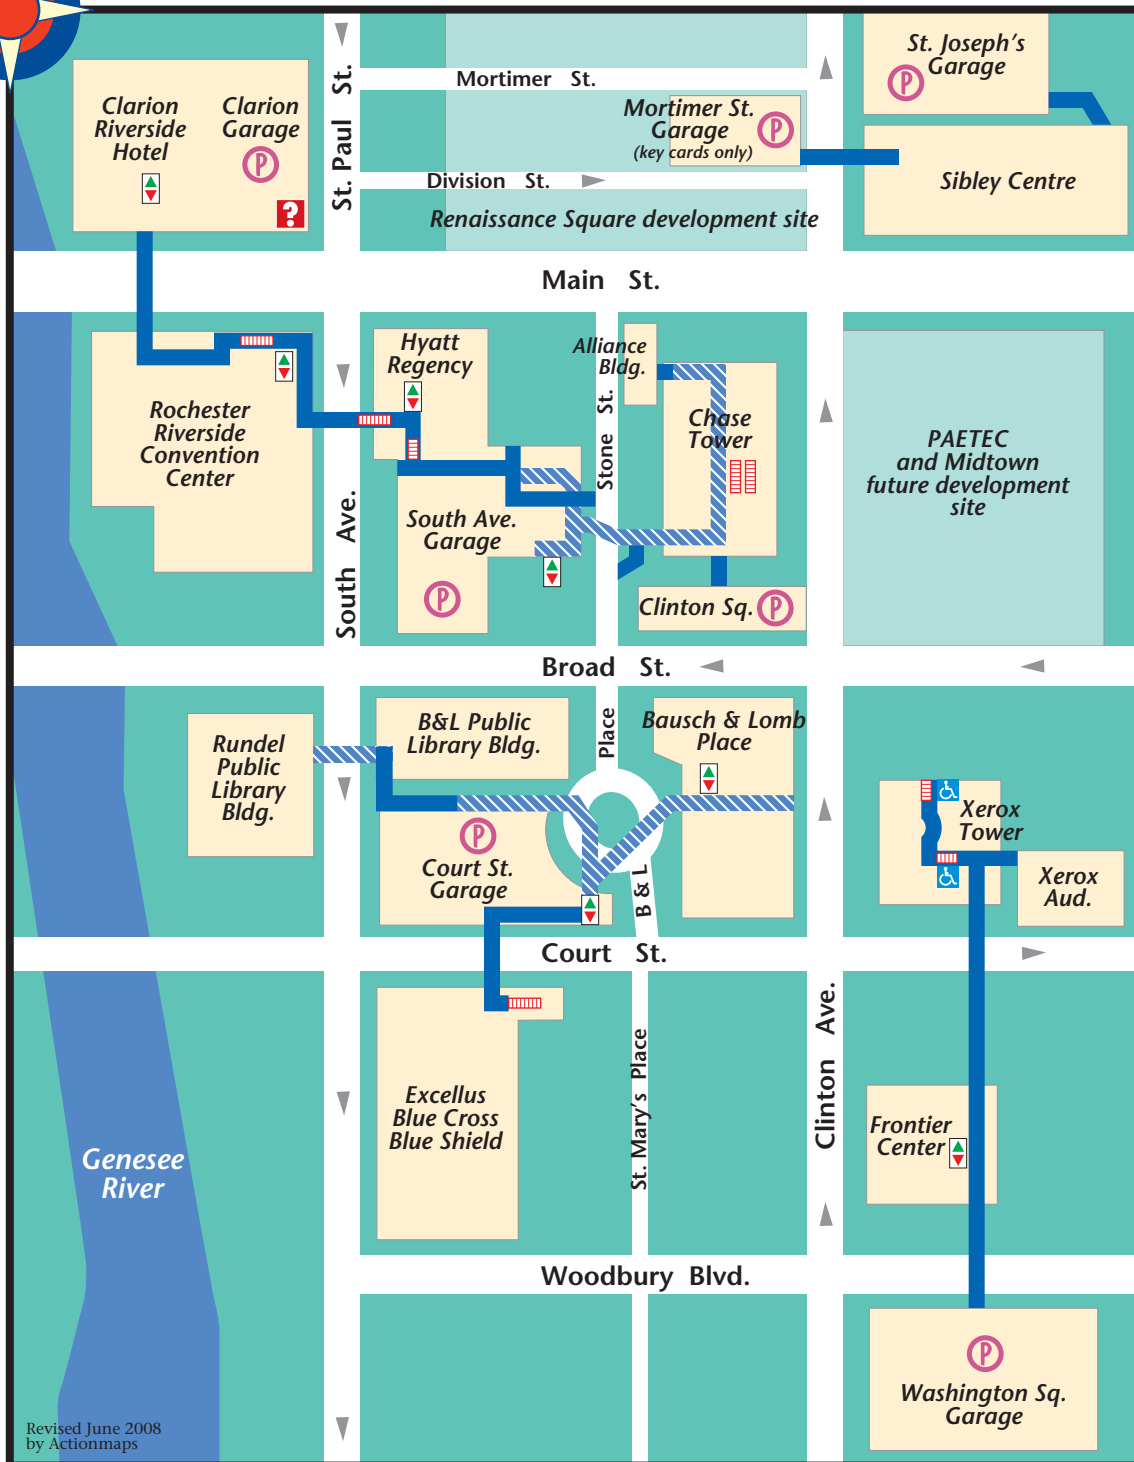 St. Paul St.
Mortimer St.
St. Joseph's
Garage
P
Clarion
Riverside
Hotel
Clarion
Garage
P
?
Mortimer St.
Garage
(key cards only)
P
Division St.
Sibley Centre
Renaissance Square development site
Main St.
Hyatt
Regency
Alliance
Bldg.
Stone St.
Rochester
Riverside
Convention
Center
Chase
Tower
PAETEC
and Midtown
future development
site
South Ave.
South Ave.
Garage
P
Clinton Sq.
P
Broad St.
Rundel
Public
Library
Bldg.
B&L Public
Library Bldg.
B & L Place
Bausch & Lomb
Place
Xerox
Tower
P
Court St.
Garage
Xerox
Aud.
Court St.
Clinton Ave.
St. Mary's Place
Excellus
Blue Cross
Blue Shield
Frontier
Center
Genesee
River
Woodbury Blvd.
P
Washington Sq.
Garage
Revised June 2008
by Actionmaps